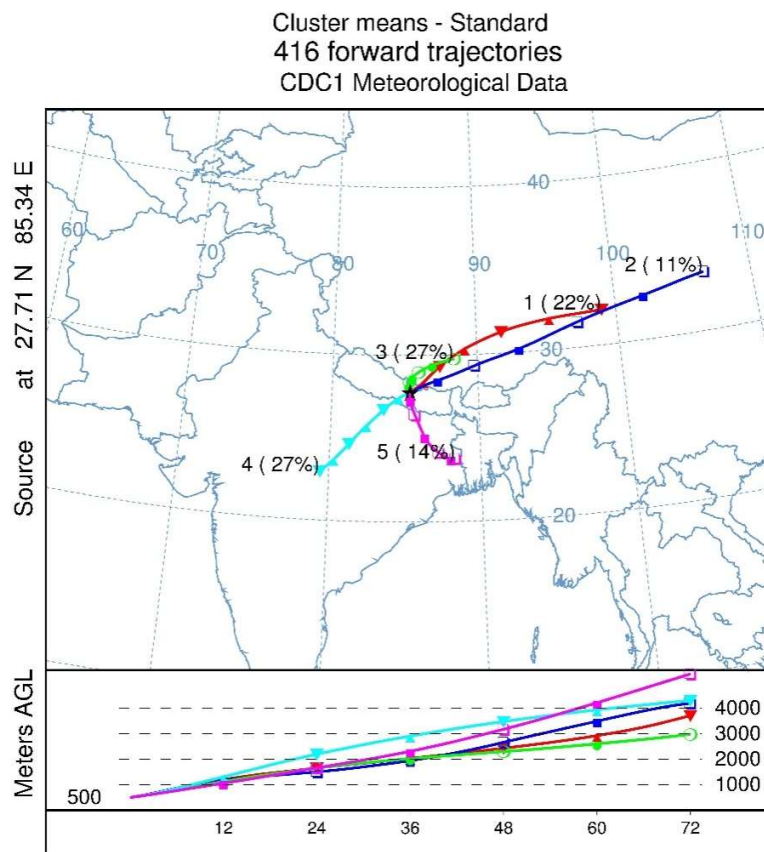 Cluster means - Standard
416 forward trajectories
CDC1 Meteorological Data
Source at 27.71 N 85.34 E
40
60
70
80
90
100
110
2 ( 11%)
1 ( 22%)
3 ( 27%)
30
4 ( 27%)
5 ( 14%)
20
Meters AGL
4000
3000
2000
1000
500
12 24 36 48 60 72